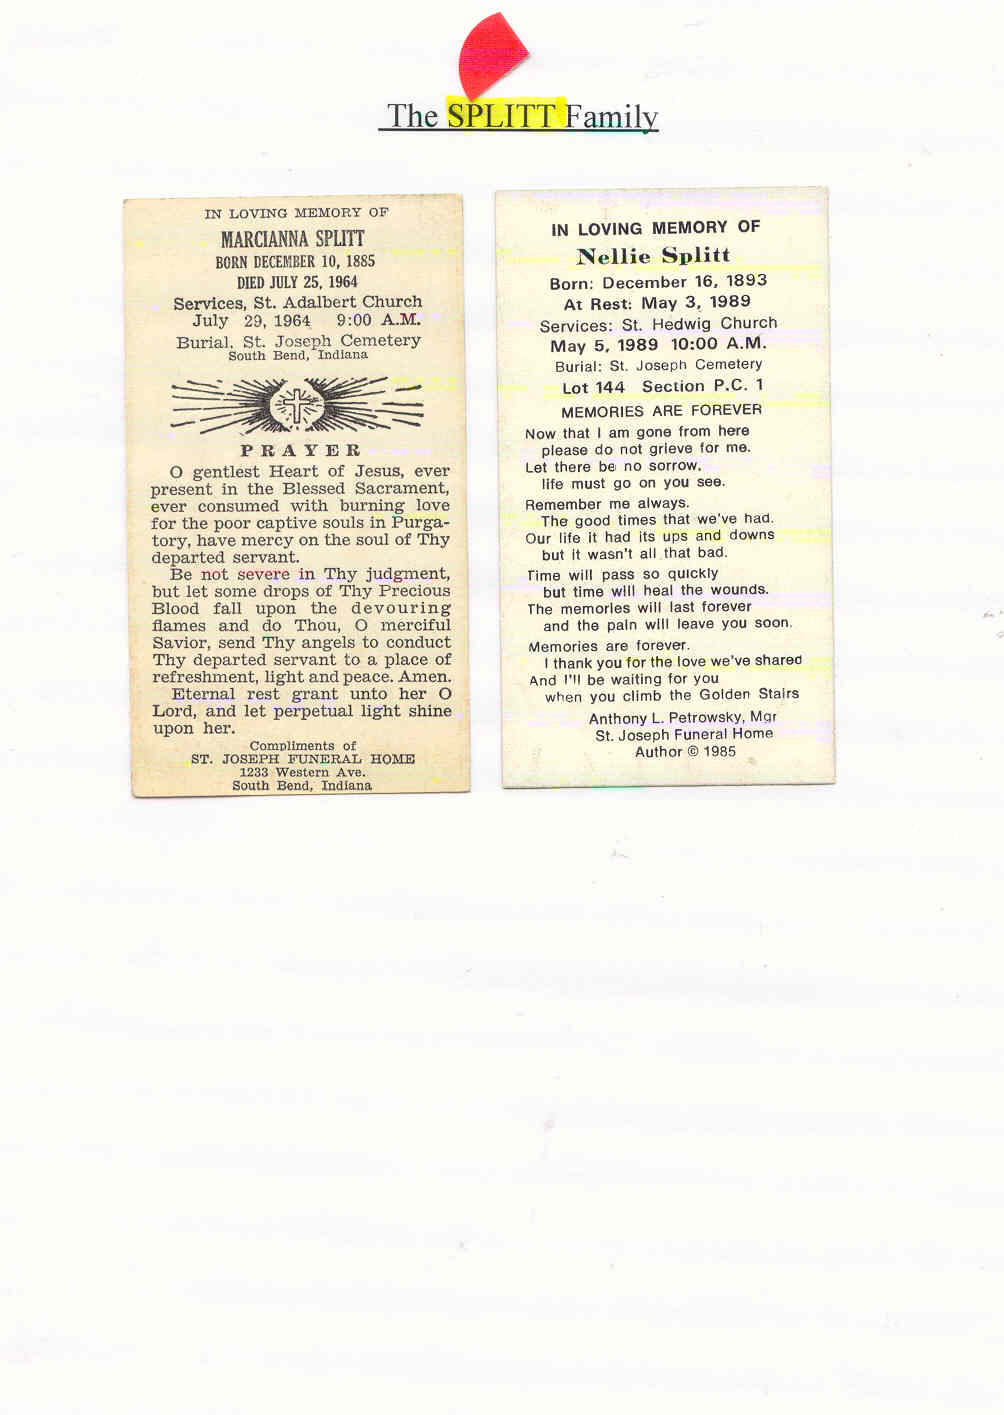 The SPLITT Family
IN LOVING MEMORY OF
MARCIANNA SPLITT
BORN DECEMBER 10, 1885
DIED JULY 25, 1964
Services, St. Adalbert Church
July 29, 1964 9:00 A.M.
Burial, St. Joseph Cemetery
South Bend, Indiana
PRAYER
O gentlest Heart of Jesus, ever
present in the Blessed Sacrament,
ever consumed with burning love
for the poor captive souls in Purga-
tory, have mercy on the soul of Thy
departed servant.
Be not severe in Thy judgment,
but let some drops of Thy Precious
Blood fall upon the devouring
flames and do Thou, O merciful
Savior, send Thy angels to conduct
Thy departed servant to a place of
refreshment, light and peace. Amen.
Eternal rest grant unto her O
Lord, and let perpetual light shine
upon her.
Compliments of
ST. JOSEPH FUNERAL HOME
1233 Western Ave.
South Bend, Indiana
IN LOVING MEMORY OF
Nellie Splitt
Born: December 16, 1893
At Rest: May 3, 1989
Services: St. Hedwig Church
May 5, 1989 10:00 A.M.
Burial: St. Joseph Cemetery
Lot 144 Section P.C. 1
MEMORIES ARE FOREVER
Now that I am gone from here
please do not grieve for me.
Let there be no sorrow,
life must go on you see.
Remember me always.
The good times that we've had.
Our life it had its ups and downs
but it wasn't all that bad.
Time will pass so quickly
but time will heal the wounds.
The memories will last forever
and the pain will leave you soon.
Memories are forever.
I thank you for the love we've shared
And I'll be waiting for you
when you climb the Golden Stairs
Anthony L. Petrowsky, Mgr
St. Joseph Funeral Home
Author © 1985